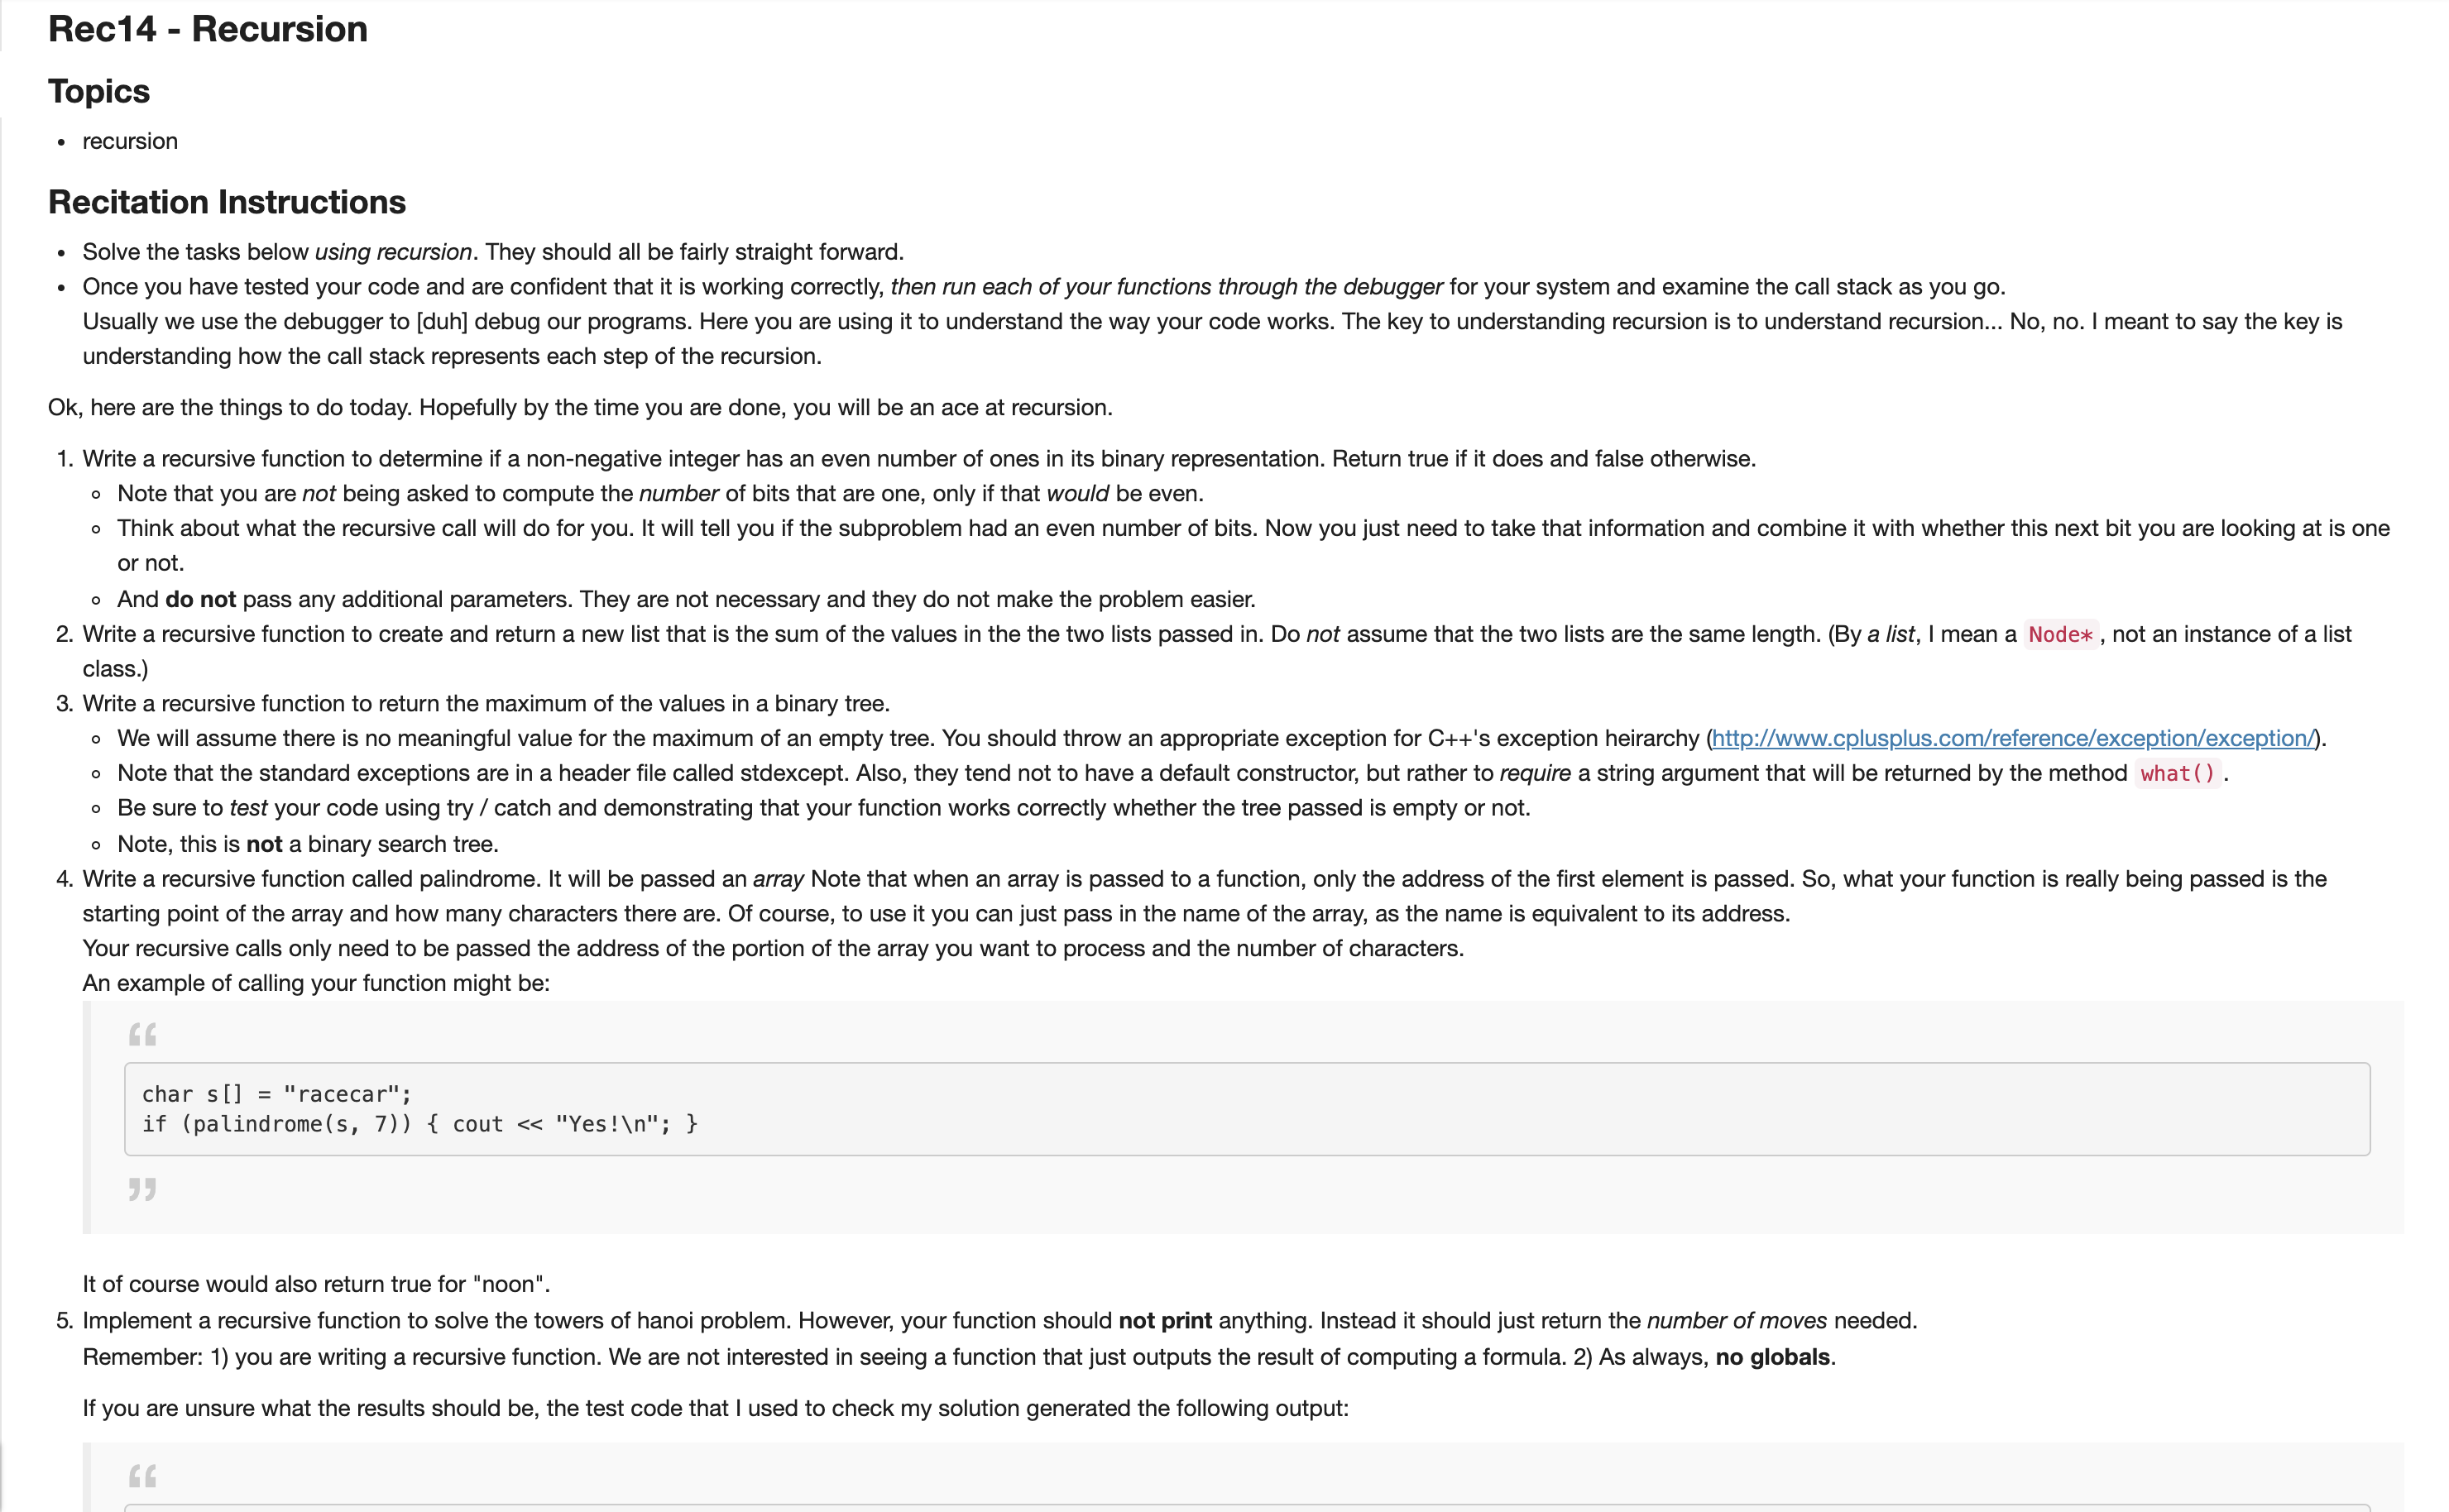 Rec14 - Recursion
Topics
• recursion
Recitation Instructions
• Solve the tasks below using recursion. They should all be fairly straight forward.
• Once you have tested your code and are confident that it is working correctly, then run each of your functions through the debugger for your system and examine the call stack as you go.
Usually we use the debugger to [duh] debug our programs. Here you are using it to understand the way your code works. The key to understanding recursion is to understand recursion... No, no. I meant to say the key is
understanding how the call stack represents each step of the recursion.
Ok, here are the things to do today. Hopefully by the time you are done, you will be an ace at recursion.
1. Write a recursive function to determine if a non-negative integer has an even number of ones in its binary representation. Return true if it does and false otherwise.
◦ Note that you are not being asked to compute the number of bits that are one, only if that would be even.
◦ Think about what the recursive call will do for you. It will tell you if the subproblem had an even number of bits. Now you just need to take that information and combine it with whether this next bit you are looking at is one
or not.
◦ And do not pass any additional parameters. They are not necessary and they do not make the problem easier.
2. Write a recursive function to create and return a new list that is the sum of the values in the the two lists passed in. Do not assume that the two lists are the same length. (By a list, I mean a Node*, not an instance of a list
class.)
3. Write a recursive function to return the maximum of the values in a binary tree.
◦ We will assume there is no meaningful value for the maximum of an empty tree. You should throw an appropriate exception for C++'s exception heirarchy (http://www.cplusplus.com/reference/exception/exception/).
◦ Note that the standard exceptions are in a header file called stdexcept. Also, they tend not to have a default constructor, but rather to require a string argument that will be returned by the method what().
◦ Be sure to test your code using try / catch and demonstrating that your function works correctly whether the tree passed is empty or not.
◦ Note, this is not a binary search tree.
4. Write a recursive function called palindrome. It will be passed an array Note that when an array is passed to a function, only the address of the first element is passed. So, what your function is really being passed is the
starting point of the array and how many characters there are. Of course, to use it you can just pass in the name of the array, as the name is equivalent to its address.
Your recursive calls only need to be passed the address of the portion of the array you want to process and the number of characters.
An example of calling your function might be:
“
char s[] = "racecar";
if (palindrome(s, 7)) { cout << "Yes!\n"; }
”
It of course would also return true for "noon".
5. Implement a recursive function to solve the towers of hanoi problem. However, your function should not print anything. Instead it should just return the number of moves needed.
Remember: 1) you are writing a recursive function. We are not interested in seeing a function that just outputs the result of computing a formula. 2) As always, no globals.
If you are unsure what the results should be, the test code that I used to check my solution generated the following output:
“